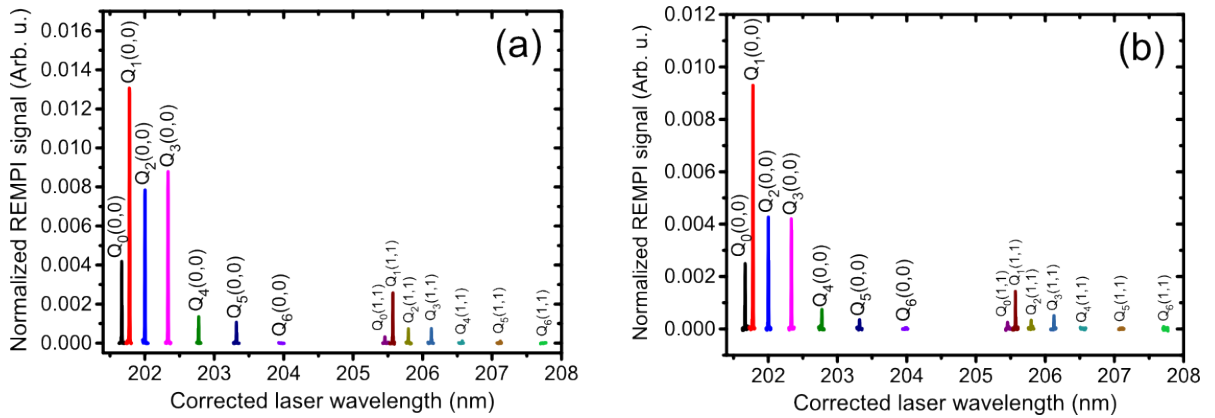 (a)
Normalized REMPI signal (Arb. u.)
0.016
0.014
0.012
0.010
0.008
0.006
0.004
0.002
0.000
Q₀(0,0)
Q₁(0,0)
Q₂(0,0)
Q₃(0,0)
Q₄(0,0)
Q₅(0,0)
Q₆(0,0)
Q₀(1,1)
Q₁(1,1)
Q₂(1,1)
Q₃(1,1)
Q₄(1,1)
Q₅(1,1)
Q₆(1,1)
202 203 204 205 206 207 208
Corrected laser wavelength (nm)
(b)
Normalized REMPI signal (Arb. u.)
0.012
0.010
0.008
0.006
0.004
0.002
0.000
Q₀(0,0)
Q₁(0,0)
Q₂(0,0)
Q₃(0,0)
Q₄(0,0)
Q₅(0,0)
Q₆(0,0)
Q₀(1,1)
Q₁(1,1)
Q₂(1,1)
Q₃(1,1)
Q₄(1,1)
Q₅(1,1)
Q₆(1,1)
202 203 204 205 206 207 208
Corrected laser wavelength (nm)